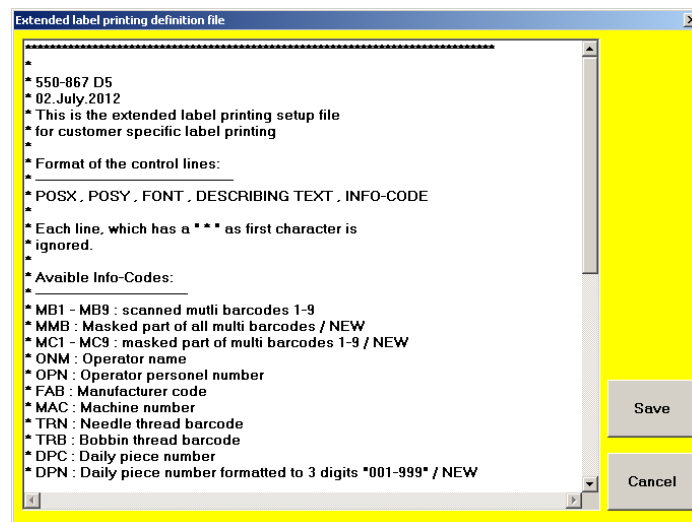 Extended label printing definition file
*******************************************************************************
*
* 550-867 D5
* 02.July.2012
* This is the extended label printing setup file
* for customer specific label printing
*
* Format of the control lines:
* ______________________
* POSX , POSY , FONT , DESCRIBING TEXT , INFO-CODE
*
* Each line, which has a " * " as first character is
* ignored.
*
* Avaible Info-Codes:
* _________________
* MB1 - MB9 : scanned mutli barcodes 1-9
* MMB : Masked part of all multi barcodes / NEW
* MC1 - MC9 : masked part of multi barcodes 1-9 / NEW
* ONM : Operator name
* OPN : Operator personel number
* FAB : Manufacturer code
* MAC : Machine number
* TRN : Needle thread barcode
* TRB : Bobbin thread barcode
* DPC : Daily piece number
* DPN : Daily piece number formatted to 3 digits "001-999" / NEW
Save
Cancel